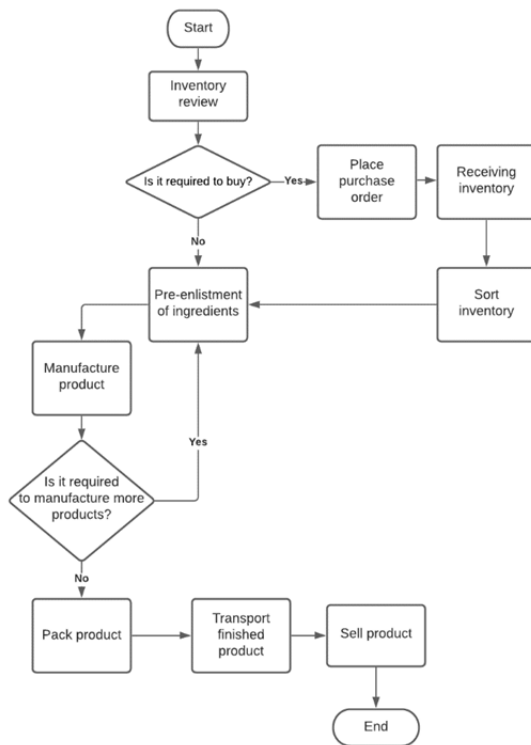 Start
Inventory
review
Is it required to buy?
Yes
Place
purchase
order
Receiving
inventory
No
Pre-enlistment
of ingredients
Sort
inventory
Manufacture
product
Yes
Is it required
to manufacture more
products?
No
Pack product
Transport
finished
product
Sell product
End